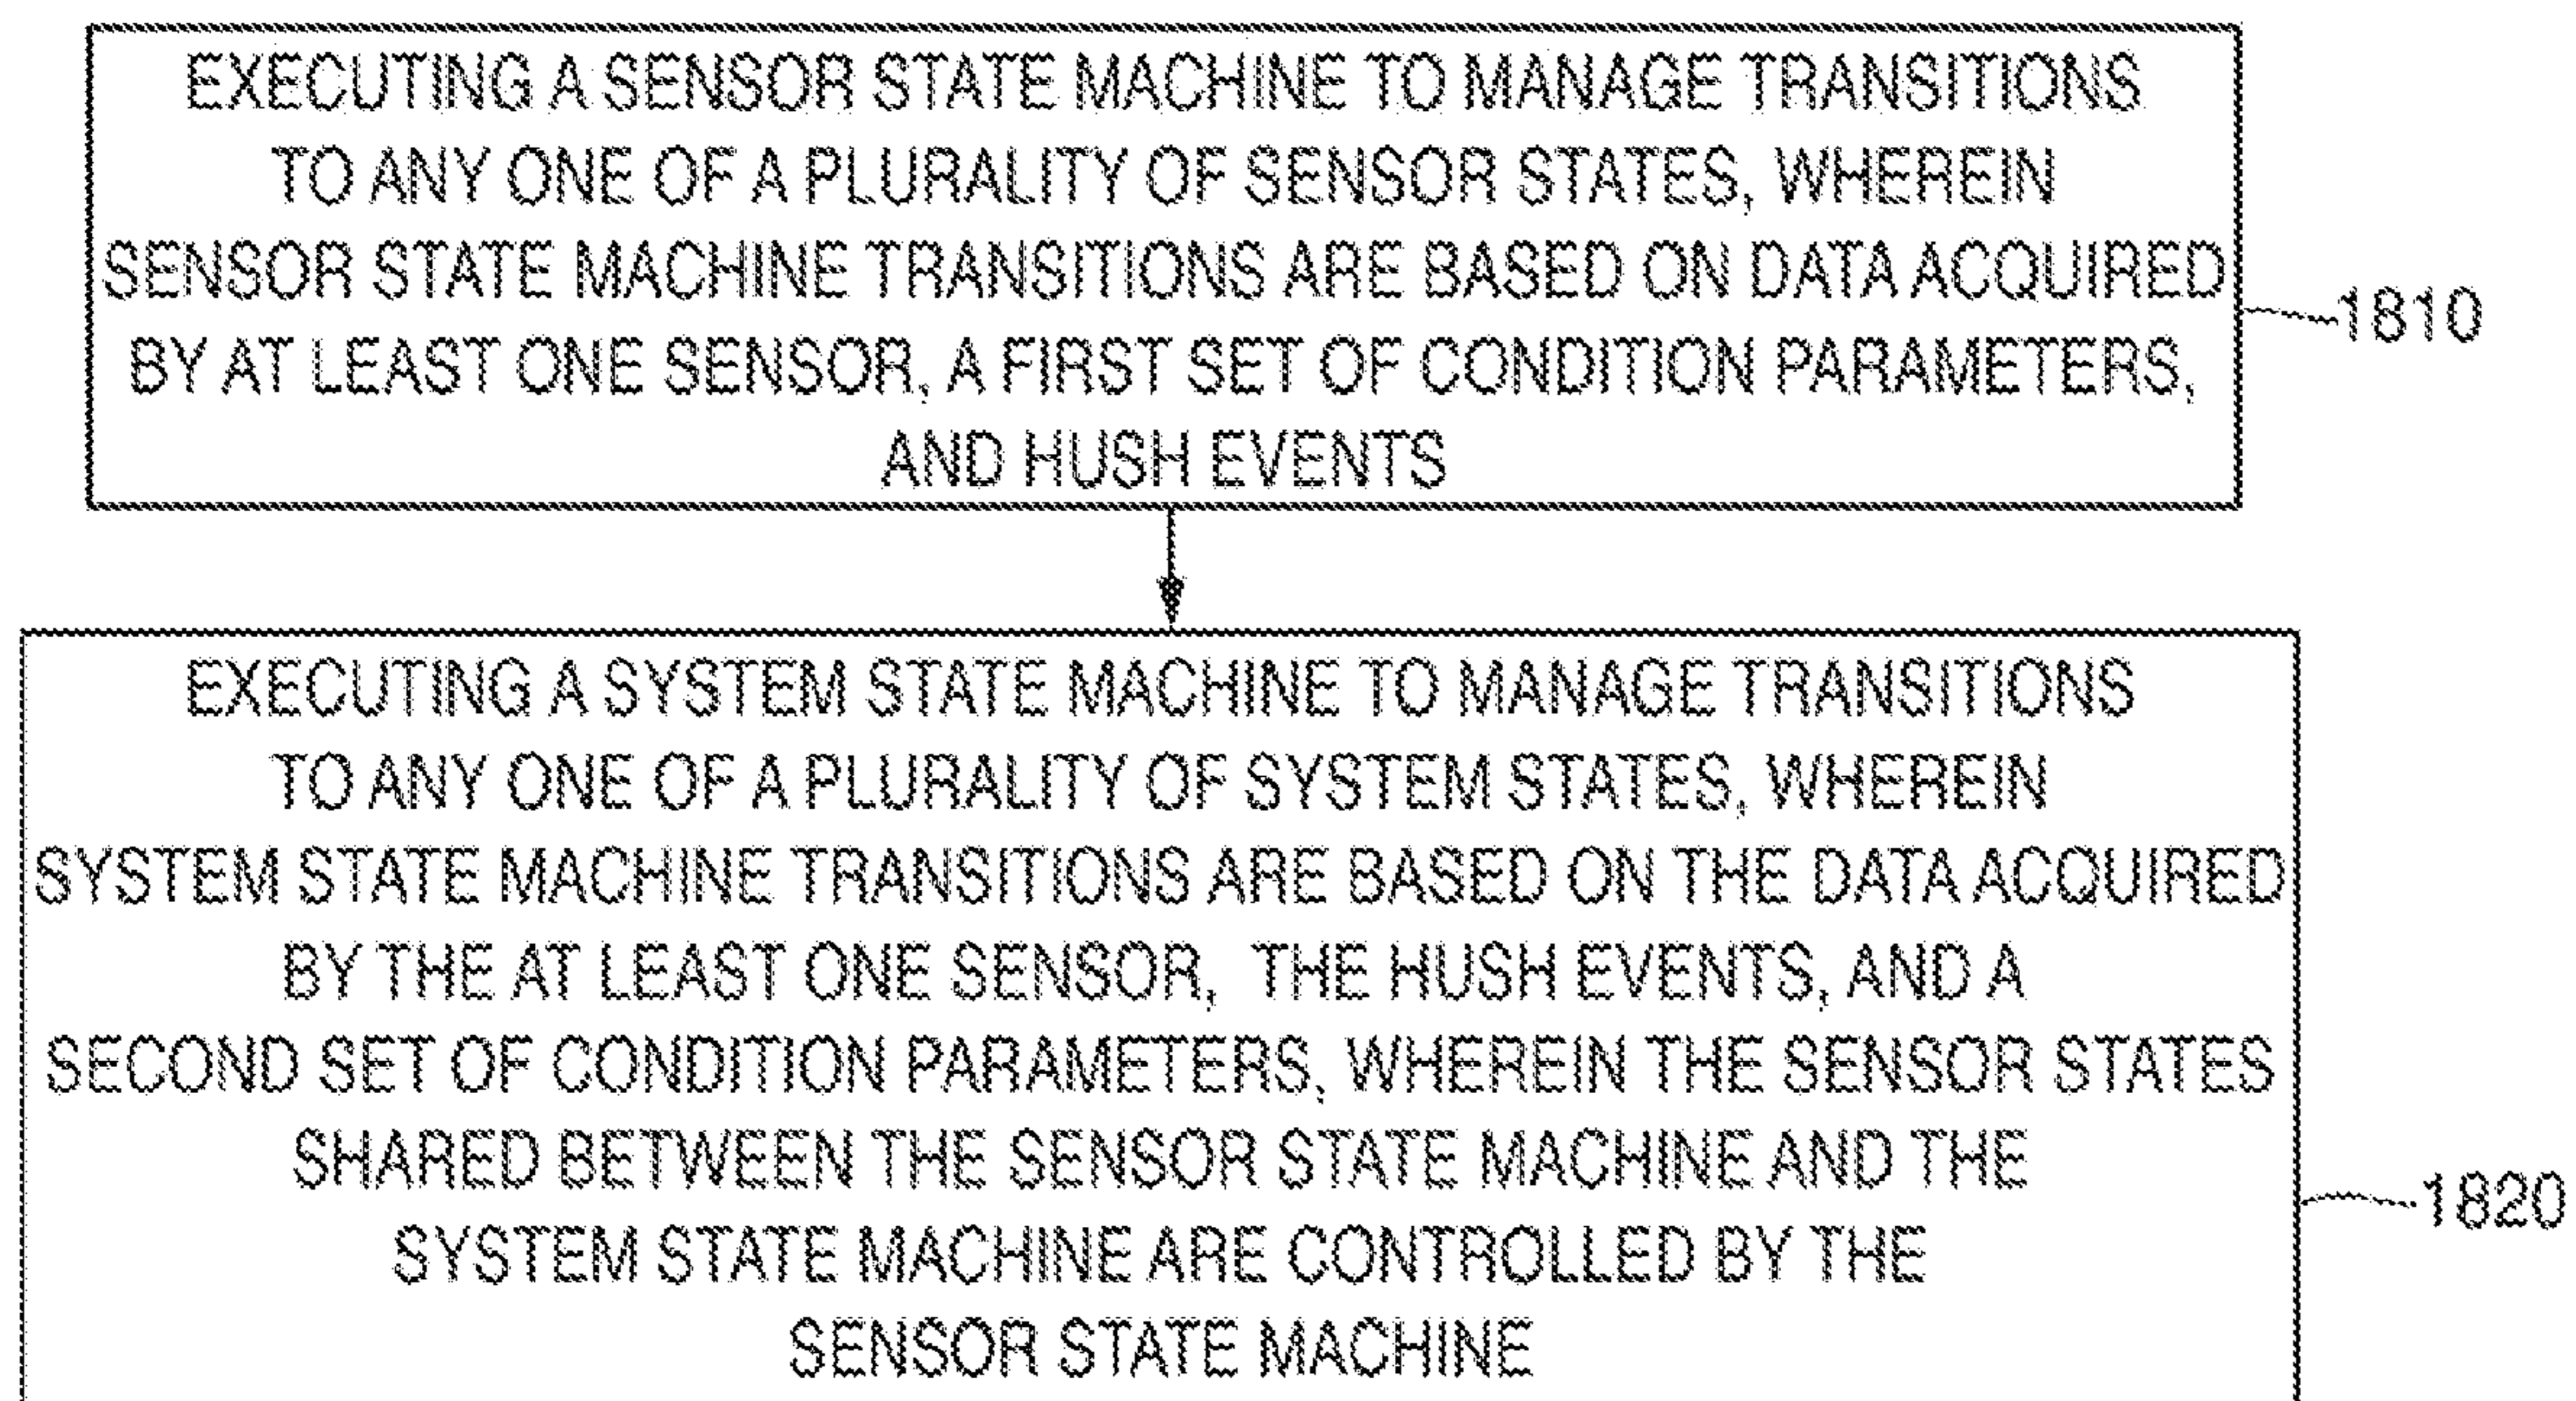 EXECUTING A SENSOR STATE MACHINE TO MANAGE TRANSITIONS
TO ANY ONE OF A PLURALITY OF SENSOR STATES, WHEREIN
SENSOR STATE MACHINE TRANSITIONS ARE BASED ON DATA ACQUIRED
BY AT LEAST ONE SENSOR, A FIRST SET OF CONDITION PARAMETERS,
AND HUSH EVENTS
1810
EXECUTING A SYSTEM STATE MACHINE TO MANAGE TRANSITIONS
TO ANY ONE OF A PLURALITY OF SYSTEM STATES, WHEREIN
SYSTEM STATE MACHINE TRANSITIONS ARE BASED ON THE DATA ACQUIRED
BY THE AT LEAST ONE SENSOR, THE HUSH EVENTS, AND A
SECOND SET OF CONDITION PARAMETERS, WHEREIN THE SENSOR STATES
SHARED BETWEEN THE SENSOR STATE MACHINE AND THE
SYSTEM STATE MACHINE ARE CONTROLLED BY THE
SENSOR STATE MACHINE
1820